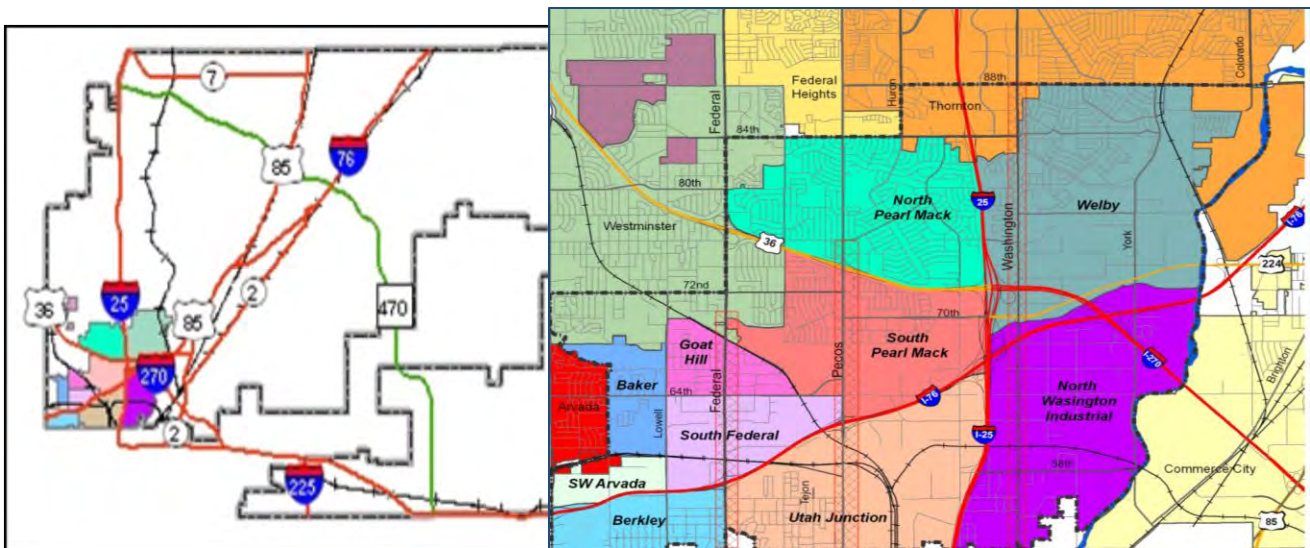 7
85
76
2
470
36
25
85
270
2
225
Federal
Federal
Heights
Huron
88th
Thornton
Colorado
84th
80th
North
Pearl Mack
25
Washington
Welby
York
I-76
Westminster
36
224
72nd
70th
Goat
Hill
Pecos
South
Pearl Mack
I-270
Brighton
Baker
Arvada
64th
Federal
I-76
North
Wasington
Industrial
Lowell
South Federal
I-25
58th
Commerce City
SW Arvada
Tejon
Berkley
Utah Junction
85